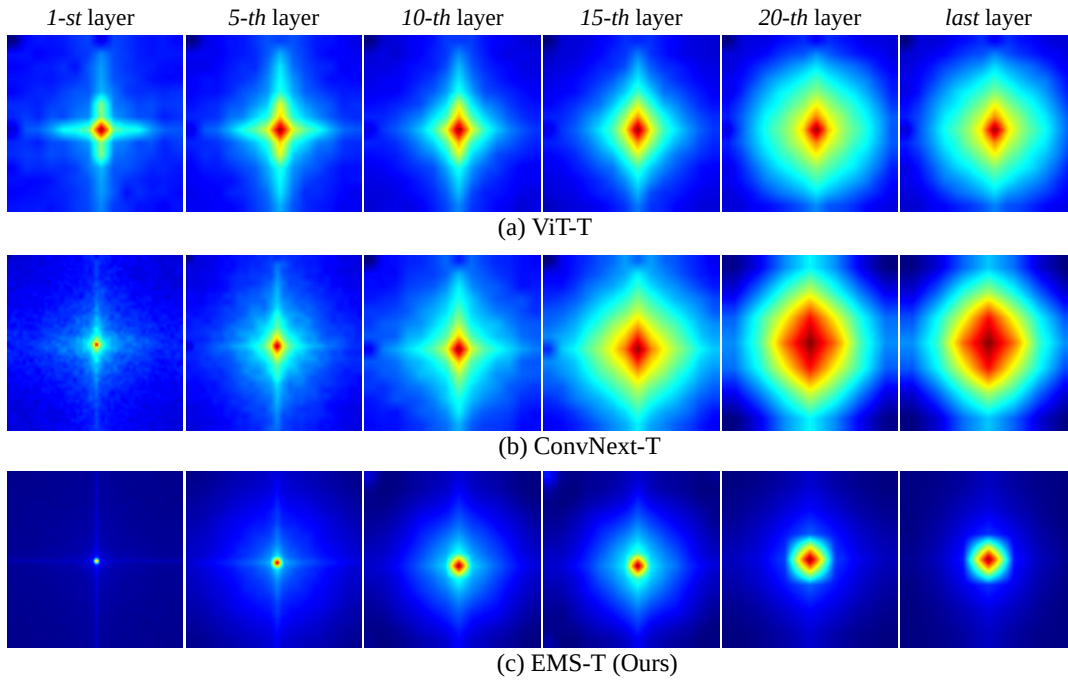 1-st layer 5-th layer 10-th layer 15-th layer 20-th layer last layer
(a) ViT-T
(b) ConvNext-T
(c) EMS-T (Ours)